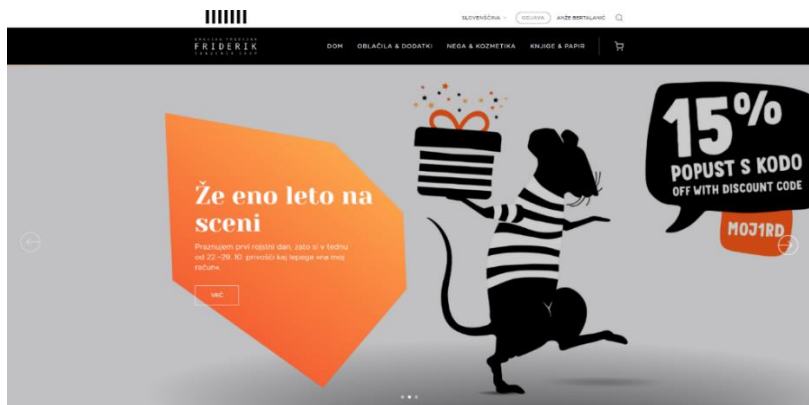 SLOVENŠČINA
ODJAVA
ANŽE BERTALANIČ
FRIDERIK
DOM
OBLAČILA & DODATKI
NEGA & KOZMETIKA
KNJIGE & PAPIR
15%
POPUST S KODO
OFF WITH DISCOUNT CODE
MOJ1RD
Že eno leto na
sceni
Praznujem prvi rojstni dan, zato si v tednu
od 22.–29. 10. privošči kaj lepega »na moj
račun«.
VEČ